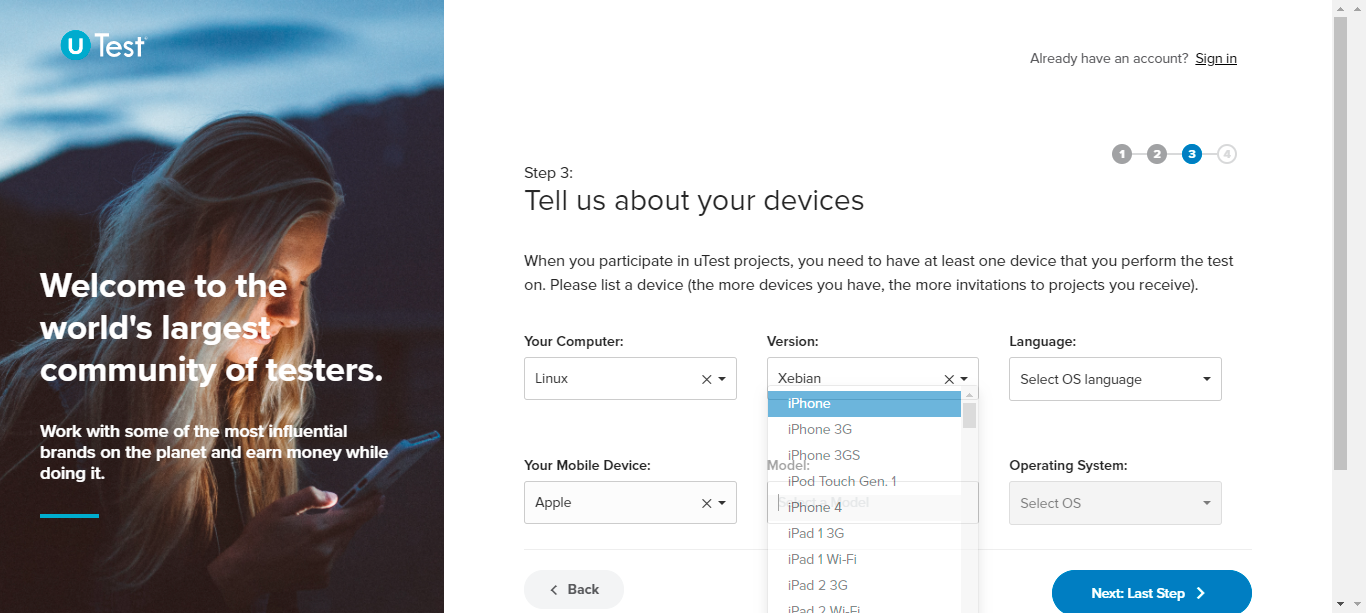 uTest
Already have an account? Sign in
1 2 3 4
Step 3:
Tell us about your devices
When you participate in uTest projects, you need to have at least one device that you perform the test
on. Please list a device (the more devices you have, the more invitations to projects you receive).
Welcome to the
world's largest
community of testers.
Work with some of the most influential
brands on the planet and earn money while
doing it.
Your Computer:
Linux
Version:
Xebian
Language:
Select OS language
Your Mobile Device:
Apple
Model:
Select a Model
Operating System:
Select OS
iPhone
iPhone 3G
iPhone 3GS
iPod Touch Gen. 1
iPhone 4
iPad 1 3G
iPad 1 Wi-Fi
iPad 2 3G
iPad 2 Wi-Fi
Back
Next: Last Step